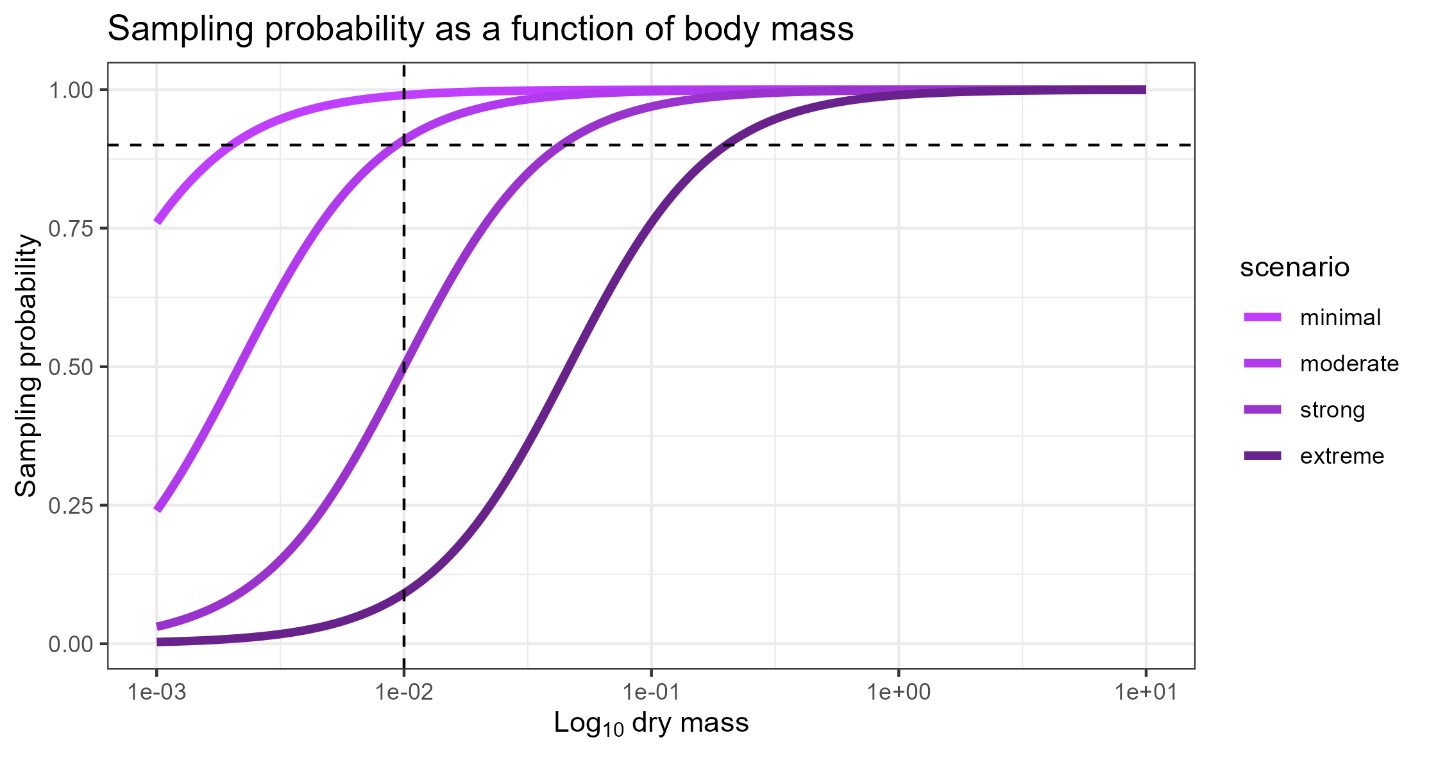 Sampling probability as a function of body mass
1.00
0.75
0.50
0.25
0.00
Sampling probability
1e-03 1e-02 1e-01 1e+00 1e+01
Log₁₀ dry mass
scenario
minimal
moderate
strong
extreme